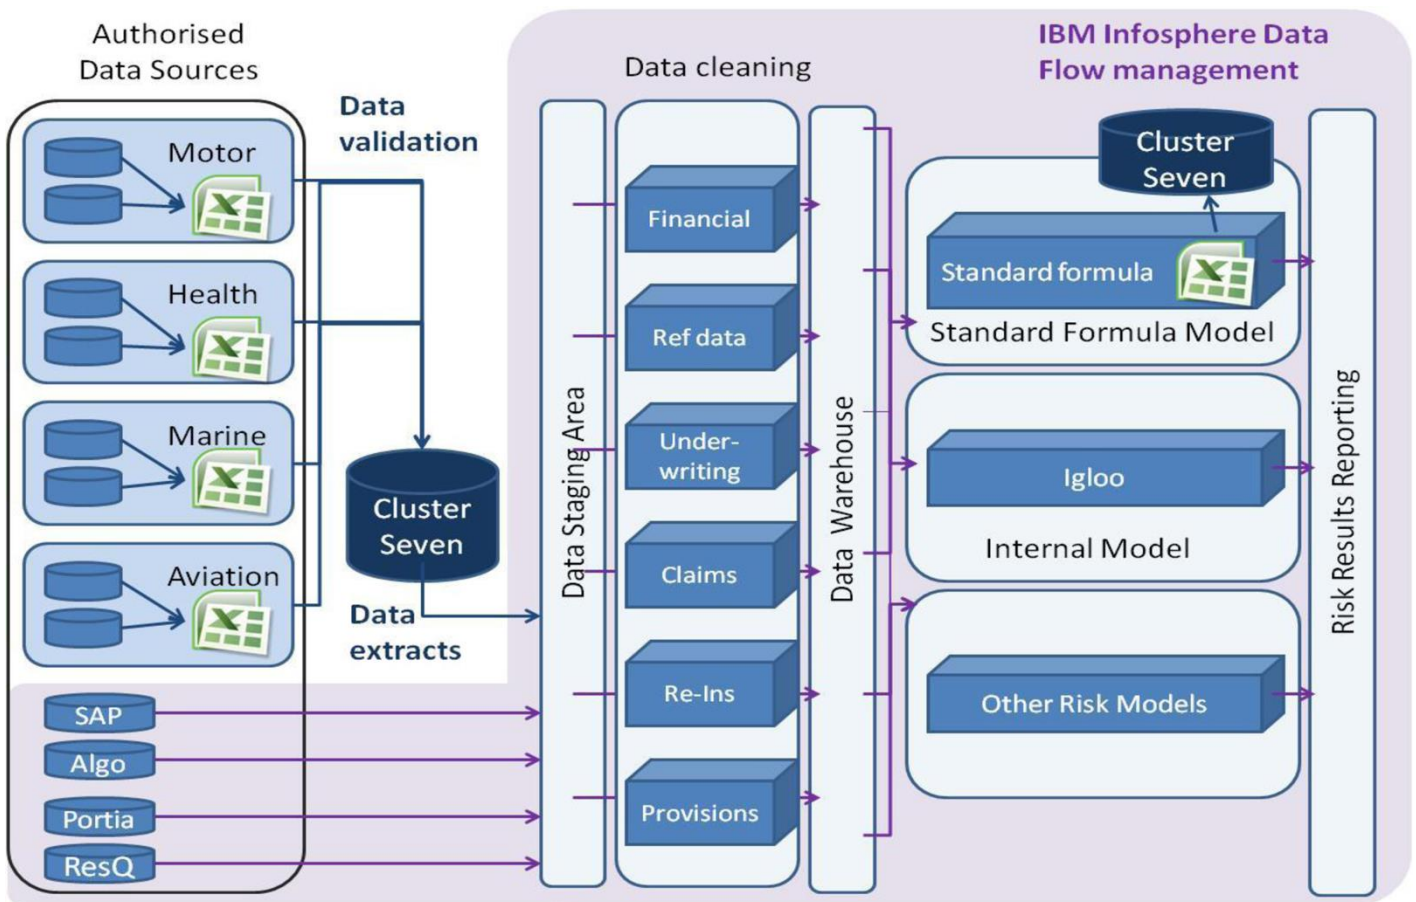 Authorised
Data Sources
Data
validation
Data cleaning
IBM Infosphere Data
Flow management
Motor
Health
Marine
Aviation
SAP
Algo
Portia
ResQ
Cluster
Seven
Data
extracts
Data Staging Area
Financial
Ref data
Under-
writing
Claims
Re-Ins
Provisions
Data Warehouse
Cluster
Seven
Standard formula
Standard Formula Model
Igloo
Internal Model
Other Risk Models
Risk Results Reporting